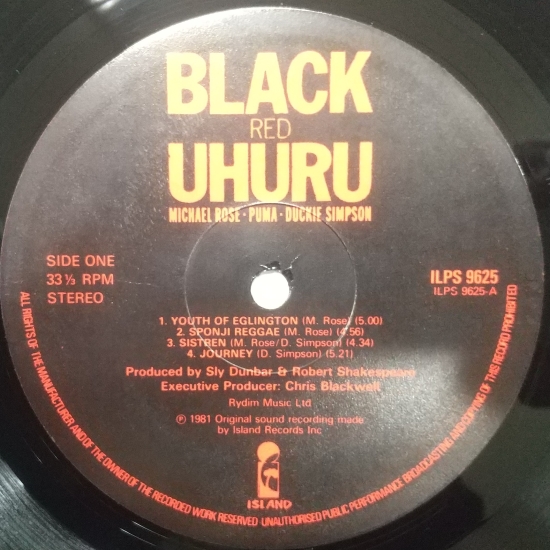 BLACK
RED
UHURU
MICHAEL ROSE · PUMA · DUCKIE SIMPSON
SIDE ONE
33⅓ RPM
STEREO
ILPS 9625
ILPS 9625-A
1. YOUTH OF EGLINGTON (M. Rose) (5.00)
2. SPONJI REGGAE (M. Rose) (4.56)
3. SISTREN (M. Rose/D. Simpson) (4.34)
4. JOURNEY (D. Simpson) (5.21)
Produced by Sly Dunbar & Robert Shakespeare
Executive Producer: Chris Blackwell
Rydim Music Ltd
℗ 1981 Original sound recording made
by Island Records Inc
ISLAND
ALL RIGHTS OF THE MANUFACTURER AND OF THE OWNER OF THE RECORDED WORK RESERVED · UNAUTHORISED PUBLIC PERFORMANCE BROADCASTING AND COPYING OF THIS RECORD PROHIBITED